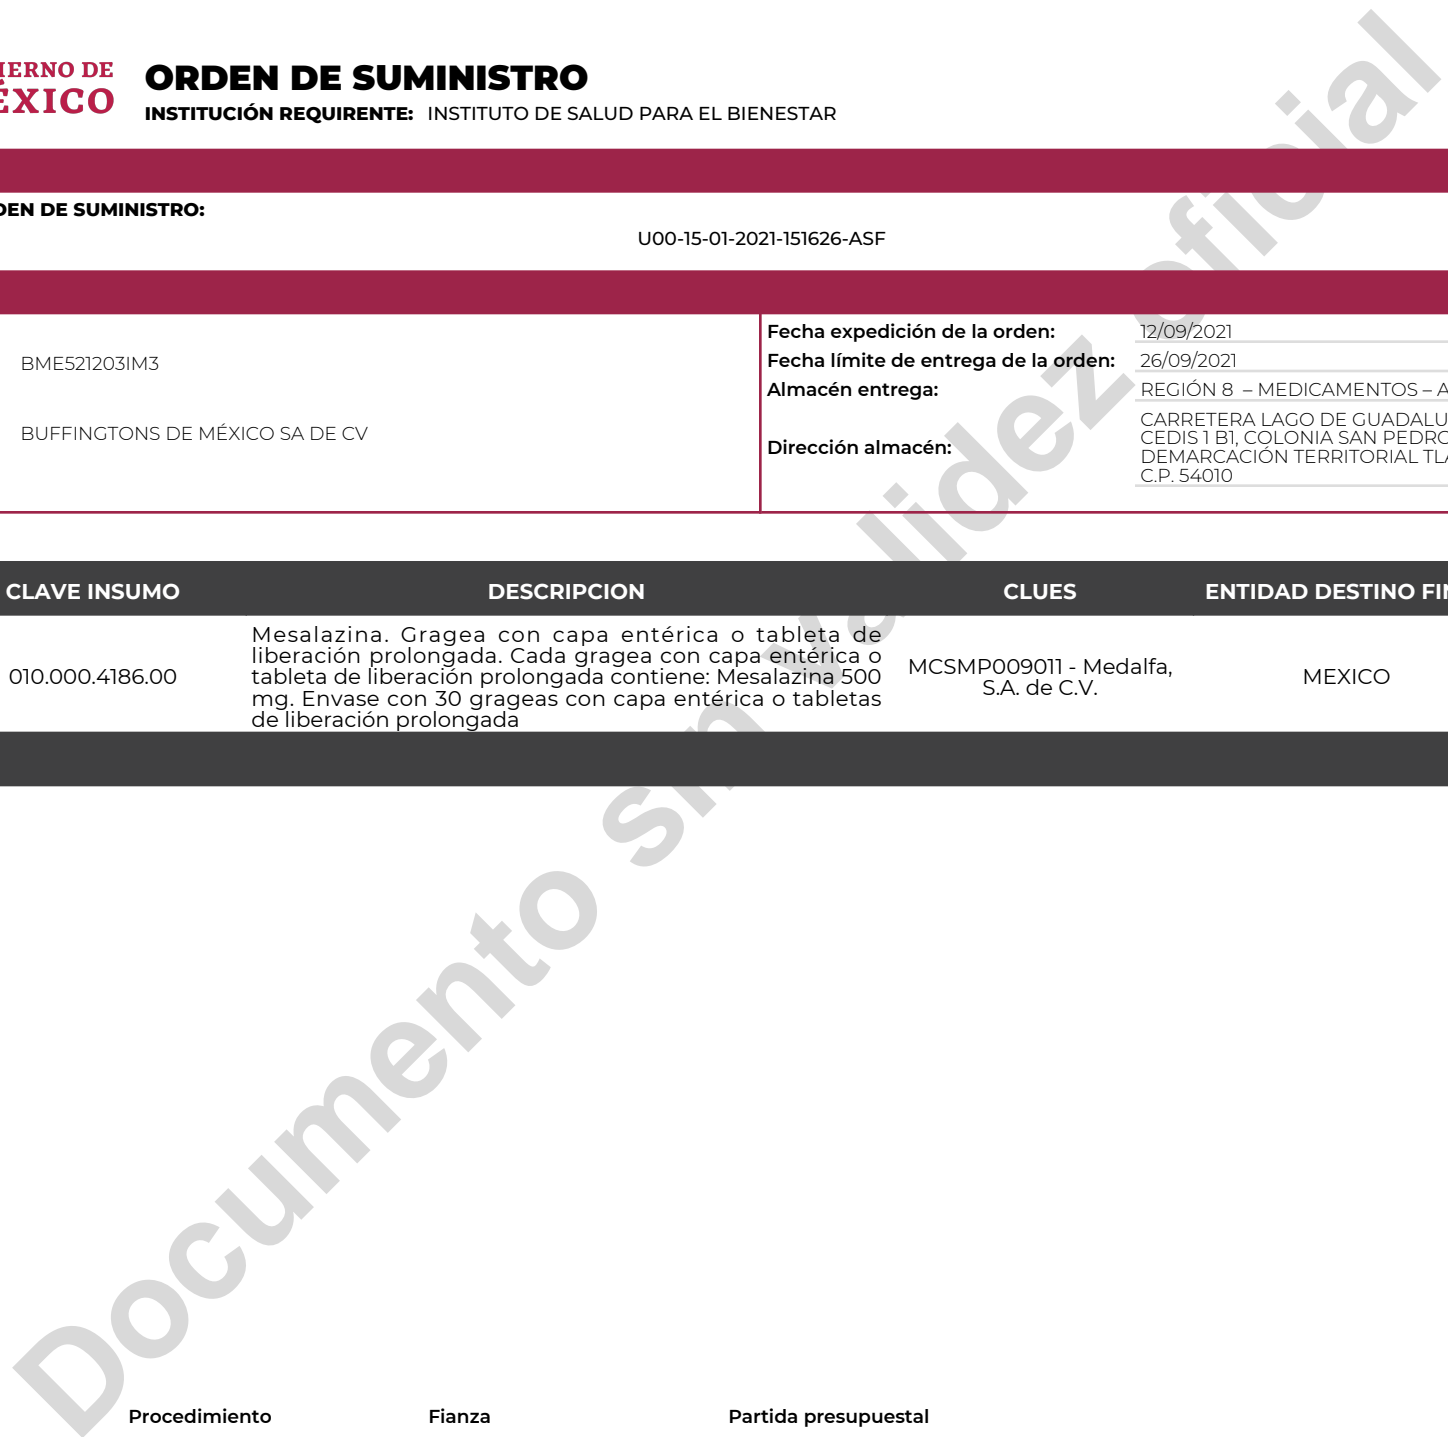 IERNO DE
ÉXICO
ORDEN DE SUMINISTRO
INSTITUCIÓN REQUIRENTE: INSTITUTO DE SALUD PARA EL BIENESTAR
DEN DE SUMINISTRO:
U00-15-01-2021-151626-ASF
BME521203IM3
BUFFINGTONS DE MÉXICO SA DE CV
Fecha expedición de la orden: 12/09/2021
Fecha límite de entrega de la orden: 26/09/2021
Almacén entrega: REGIÓN 8 – MEDICAMENTOS – A
Dirección almacén:
CARRETERA LAGO DE GUADALU
CEDIS 1 B1, COLONIA SAN PEDRO
DEMARCACIÓN TERRITORIAL TLA
C.P. 54010
CLAVE INSUMO DESCRIPCION CLUES ENTIDAD DESTINO FIN
010.000.4186.00
Mesalazina. Gragea con capa entérica o tableta de
liberación prolongada. Cada gragea con capa entérica o
tableta de liberación prolongada contiene: Mesalazina 500
mg. Envase con 30 grageas con capa entérica o tabletas
de liberación prolongada
MCSMP009011 - Medalfa,
S.A. de C.V.
MEXICO
Documento sin validez oficial
Procedimiento Fianza Partida presupuestal